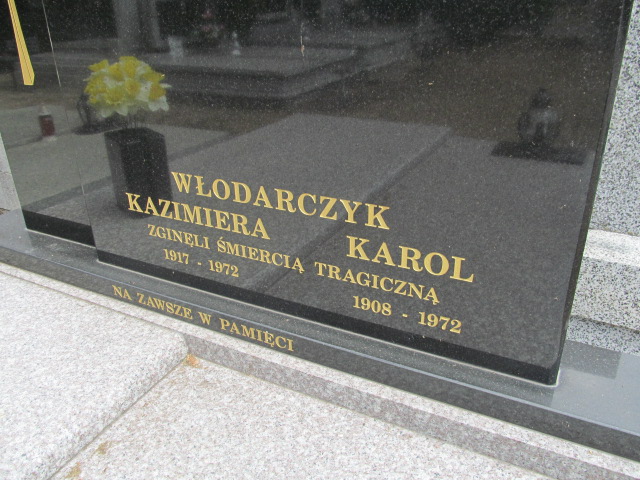 WŁODARCZYK
KAZIMIERA KAROL
ZGINĘLI ŚMIERCIĄ TRAGICZNĄ
1917 - 1972 1908 - 1972
NA ZAWSZE W PAMIĘCI